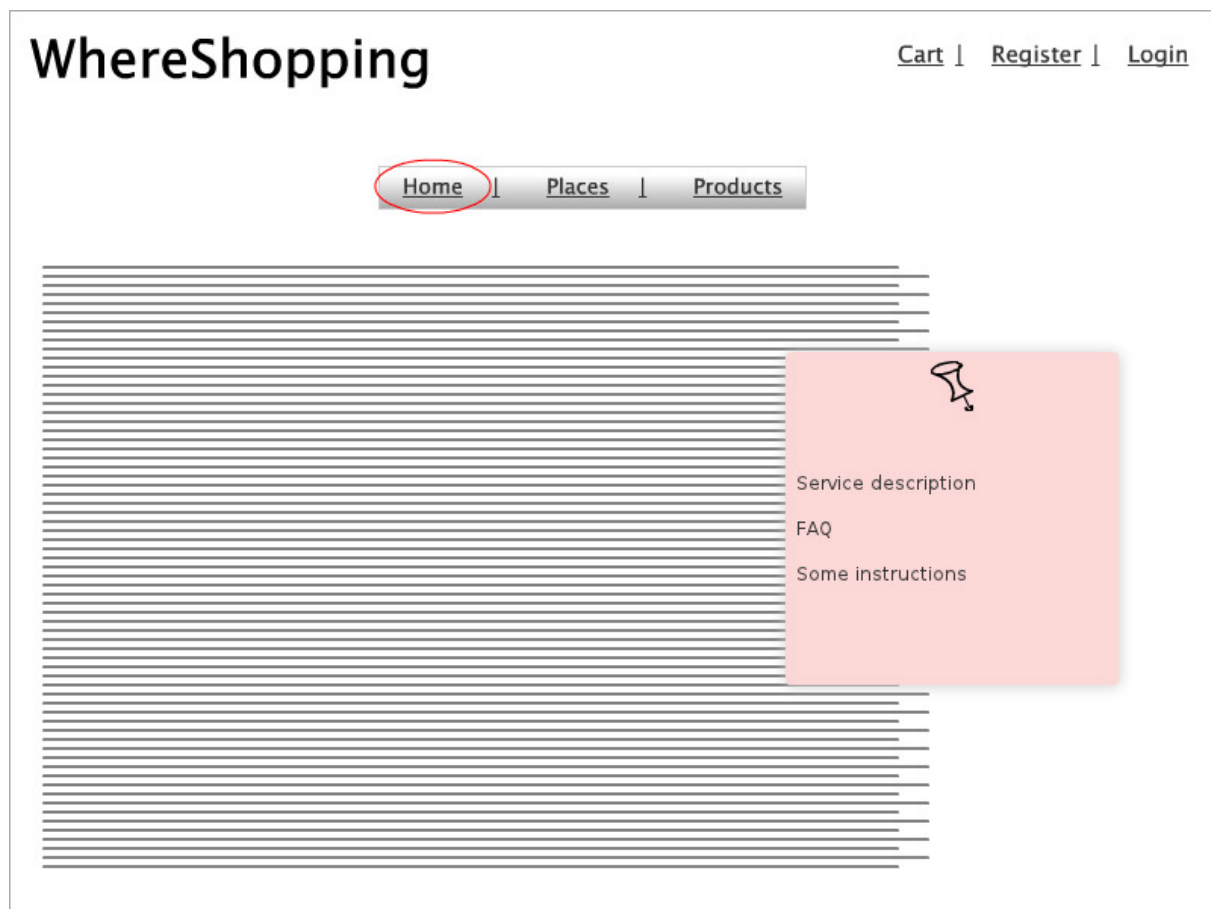 WhereShopping
Cart | Register | Login
Home | Places | Products
Service description
FAQ
Some instructions